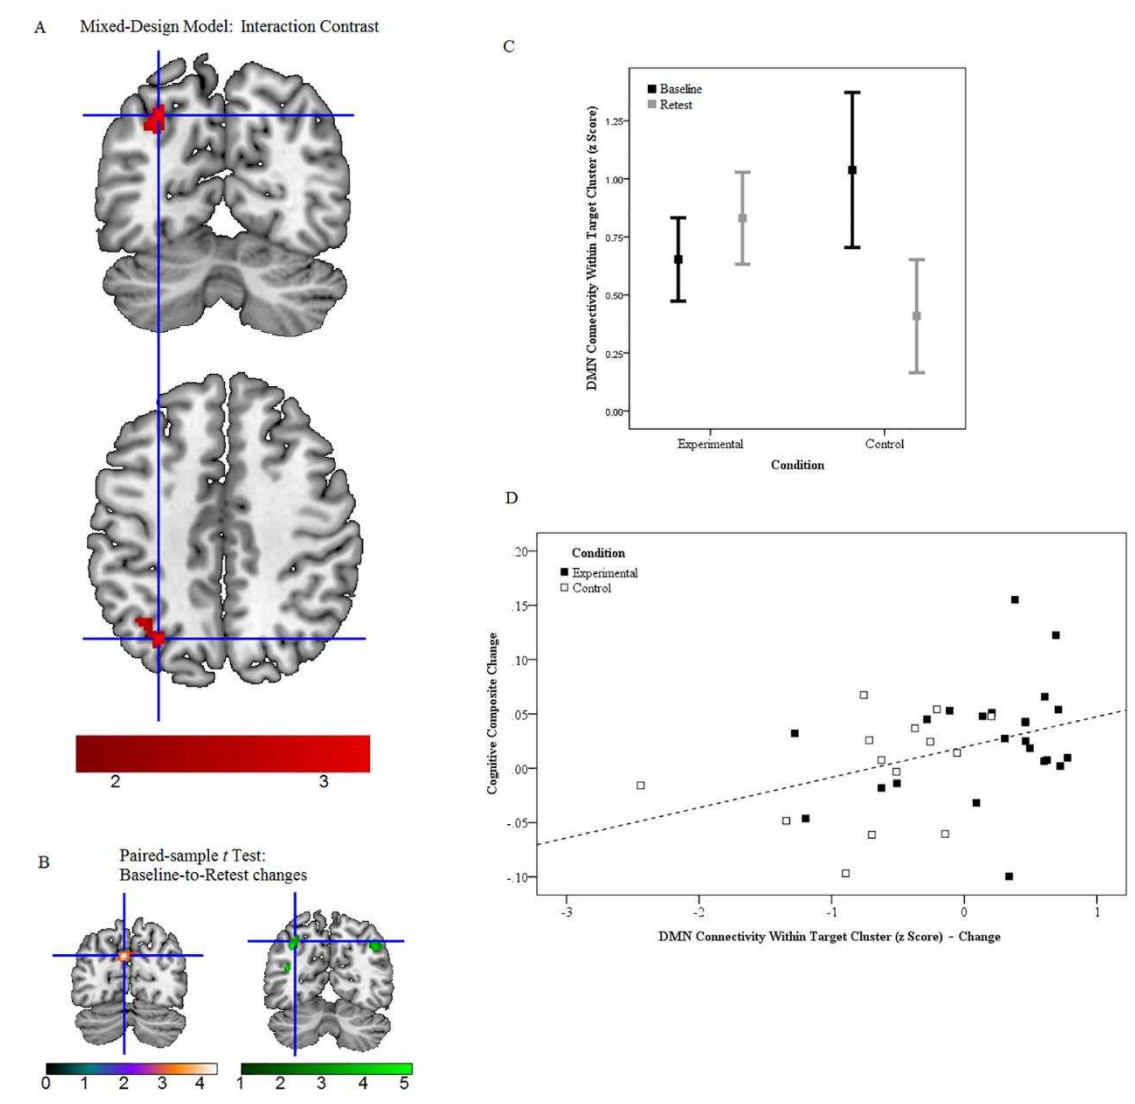 A
Mixed-Design Model: Interaction Contrast
2 3
B
Paired-sample t Test:
Baseline-to-Retest changes
0 1 2 3 4
1 2 3 4 5
C
Baseline
Retest
DMN Connectivity Within Target Cluster (z Score)
1.25
1.00
0.75
0.50
0.25
0.00
Experimental Control
Condition
D
Condition
Experimental
Control
Cognitive Composite Change
.20
.15
.10
.05
.00
-.05
-.10
-3 -2 -1 0 1
DMN Connectivity Within Target Cluster (z Score) - Change